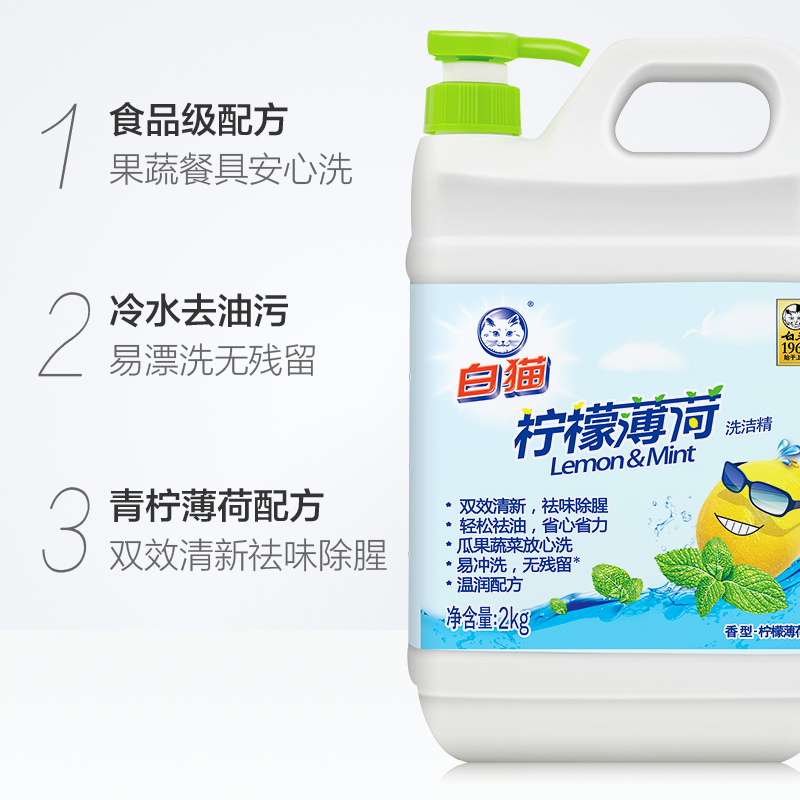 1
食品级配方
果蔬餐具安心洗
2
冷水去油污
易漂洗无残留
3
青柠薄荷配方
双效清新祛味除腥
®
白猫
196
始于上
柠檬薄荷 洗洁精
Lemon & Mint
* 双效清新，祛味除腥
* 轻松祛油，省心省力
* 瓜果蔬菜放心洗
* 易冲洗，无残留*
* 温润配方
净含量:2kg
香型-柠檬薄荷